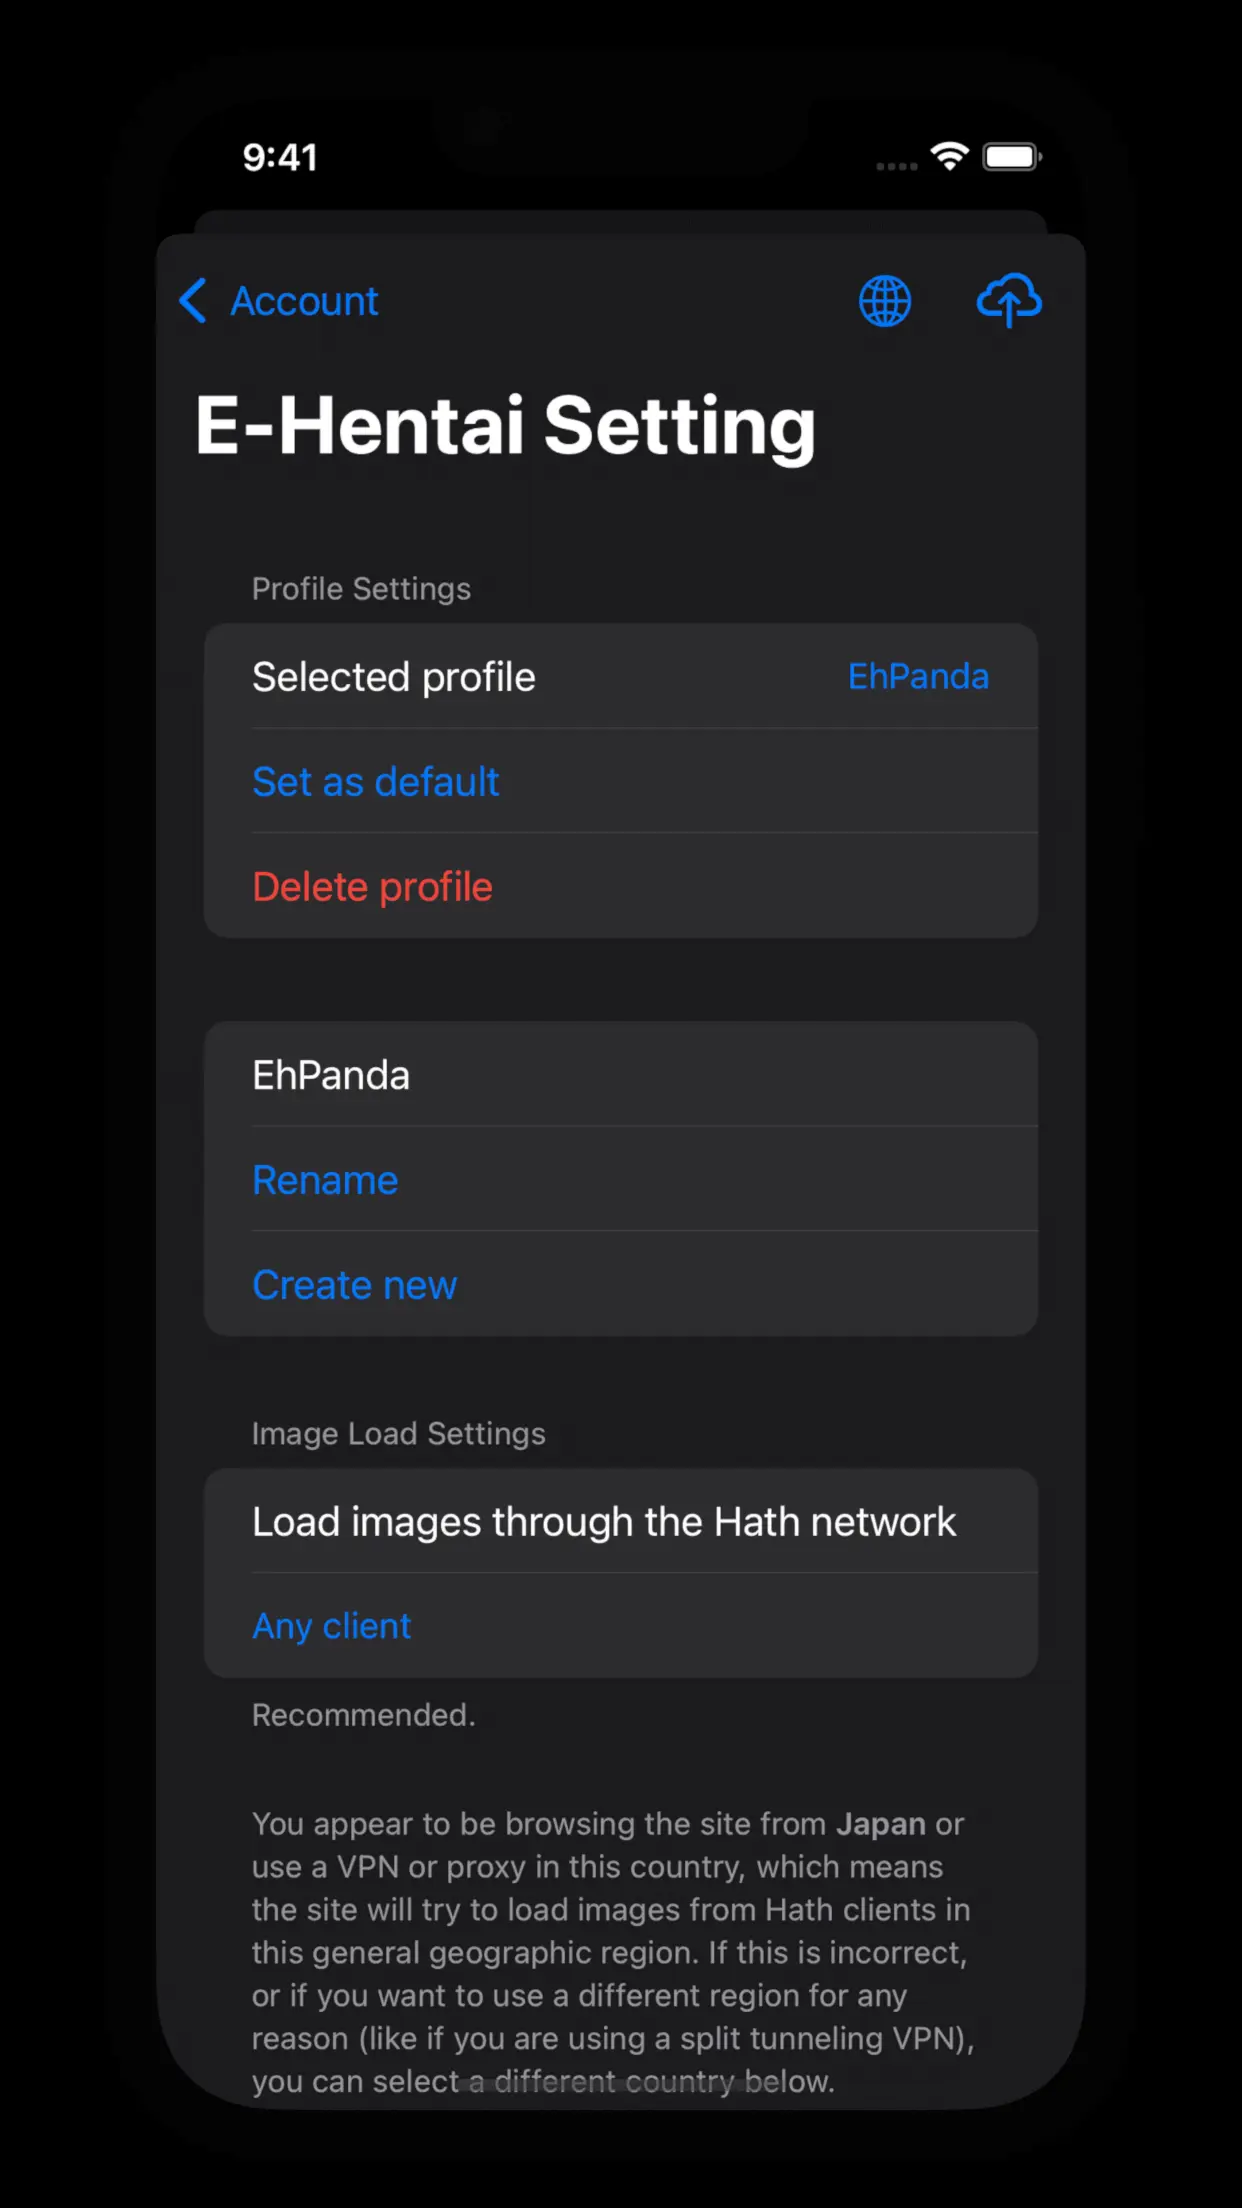 9:41
Account
E-Hentai Setting
Profile Settings
Selected profile EhPanda
Set as default
Delete profile
EhPanda
Rename
Create new
Image Load Settings
Load images through the Hath network
Any client
Recommended.
You appear to be browsing the site from Japan or
use a VPN or proxy in this country, which means
the site will try to load images from Hath clients in
this general geographic region. If this is incorrect,
or if you want to use a different region for any
reason (like if you are using a split tunneling VPN),
you can select a different country below.